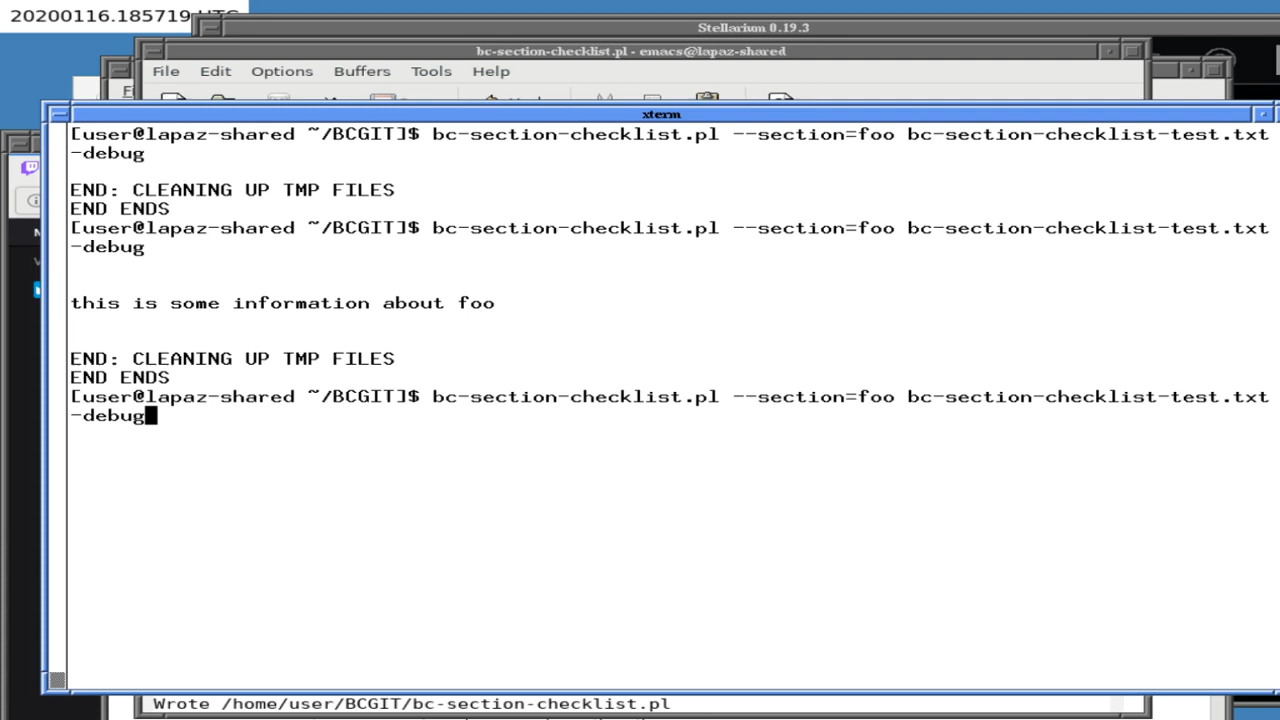 20200116.185719 UTC
Stellarium 0.19.3
bc-section-checklist.pl - emacs@lapaz-shared
File Edit Options Buffers Tools Help
xterm
[user@lapaz-shared ~/BCGIT]$ bc-section-checklist.pl --section=foo bc-section-checklist-test.txt
-debug
END: CLEANING UP TMP FILES
END ENDS
[user@lapaz-shared ~/BCGIT]$ bc-section-checklist.pl --section=foo bc-section-checklist-test.txt
-debug
this is some information about foo
END: CLEANING UP TMP FILES
END ENDS
[user@lapaz-shared ~/BCGIT]$ bc-section-checklist.pl --section=foo bc-section-checklist-test.txt
-debug
Wrote /home/user/BCGIT/bc-section-checklist.pl